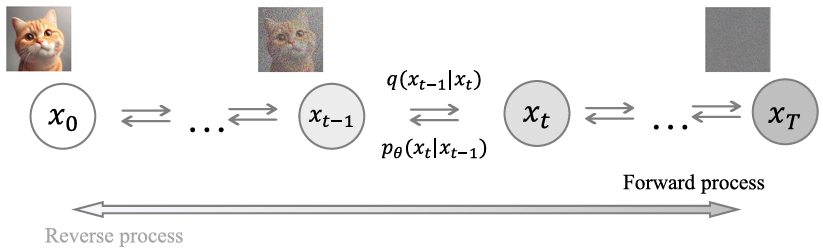 q(x_{t-1}|x_t)
x_0 ... x_{t-1} x_t ... x_T
p_θ(x_t|x_{t-1})
Forward process
Reverse process